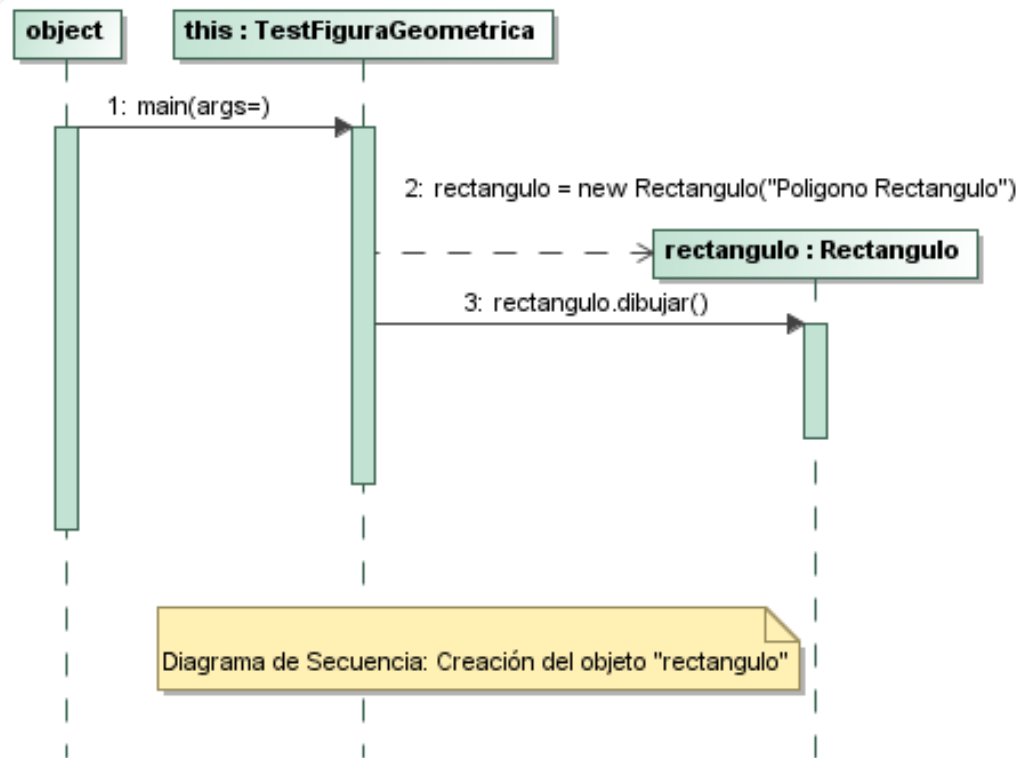 object
this : TestFiguraGeometrica
1: main(args=)
2: rectangulo = new Rectangulo("Poligono Rectangulo")
rectangulo : Rectangulo
3: rectangulo.dibujar()
Diagrama de Secuencia: Creación del objeto "rectangulo"